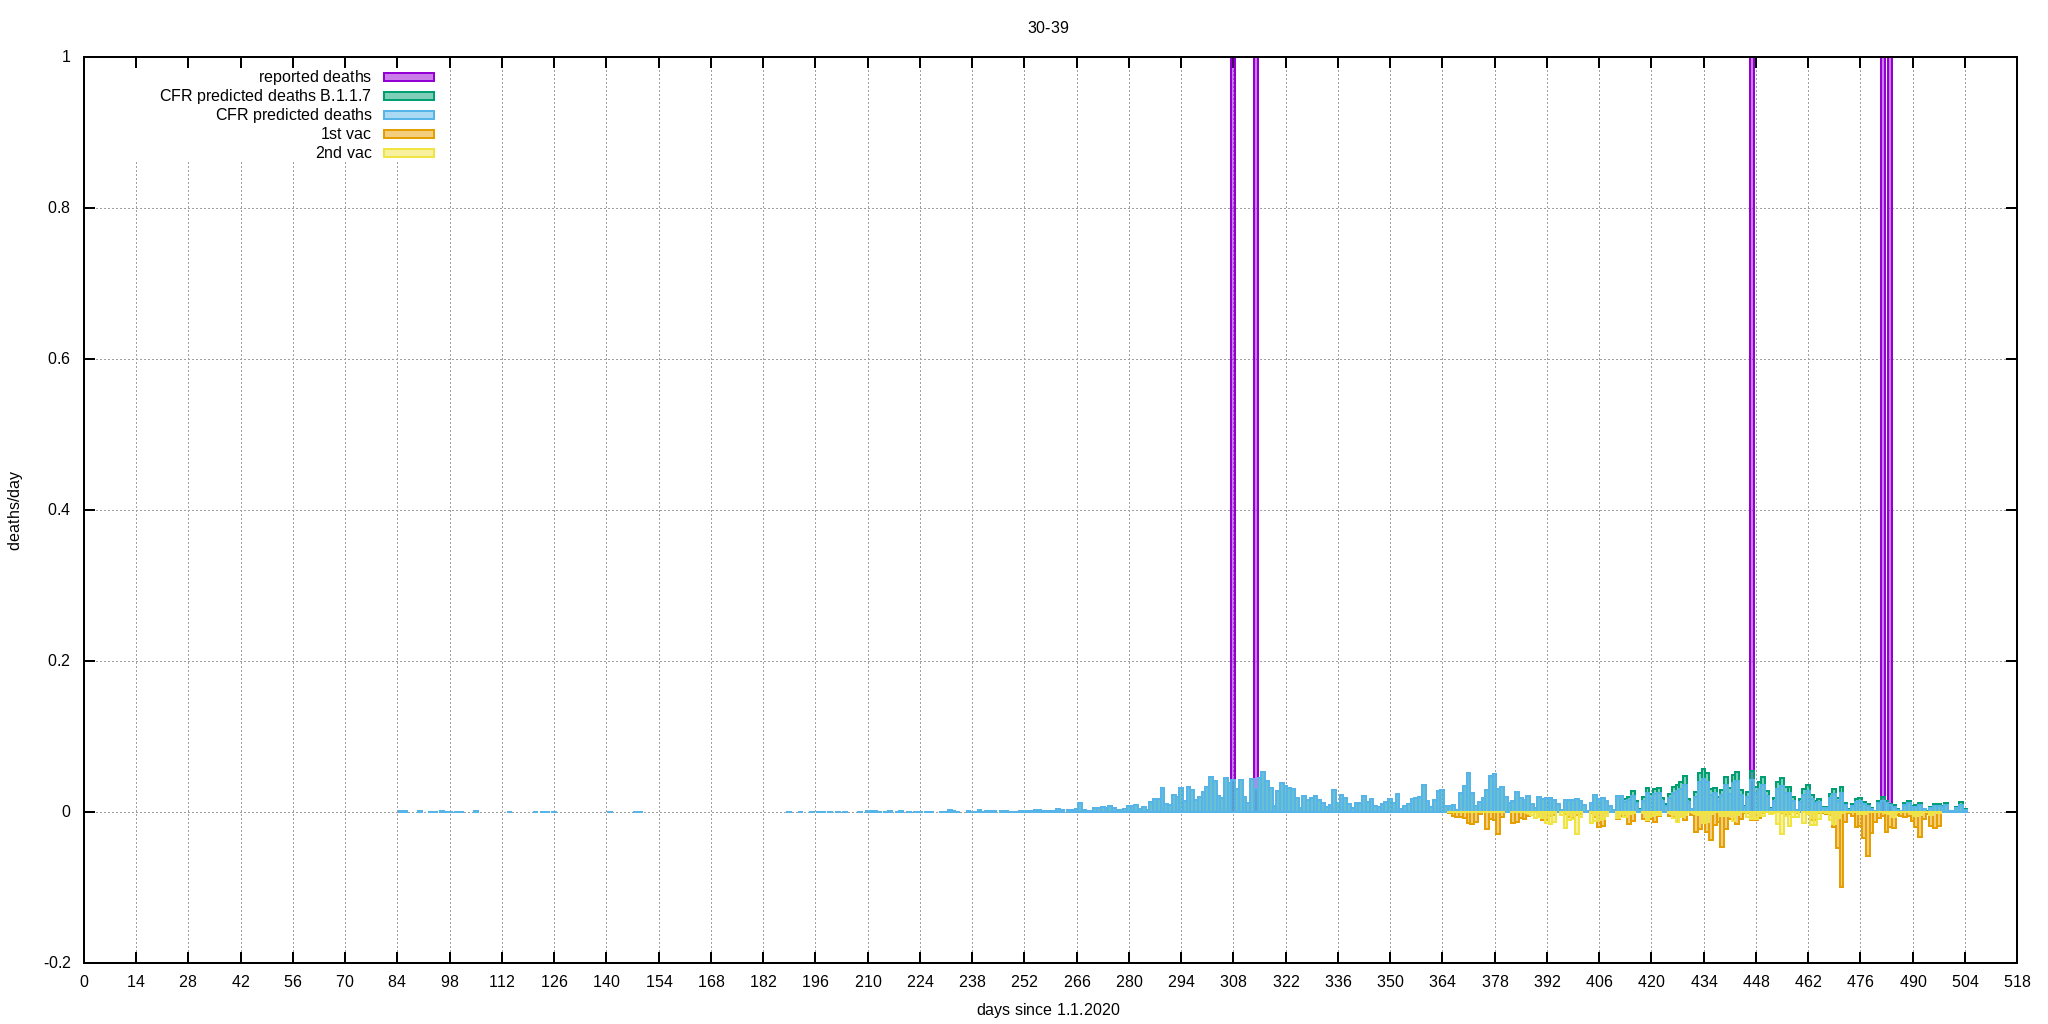 30-39
1
reported deaths
CFR predicted deaths B.1.1.7
CFR predicted deaths
1st vac
2nd vac
0.8
0.6
deaths/day
0.4
0.2
0
-0.2
0 14 28 42 56 70 84 98 112 126 140 154 168 182 196 210 224 238 252 266 280 294 308 322 336 350 364 378 392 406 420 434 448 462 476 490 504 518
days since 1.1.2020